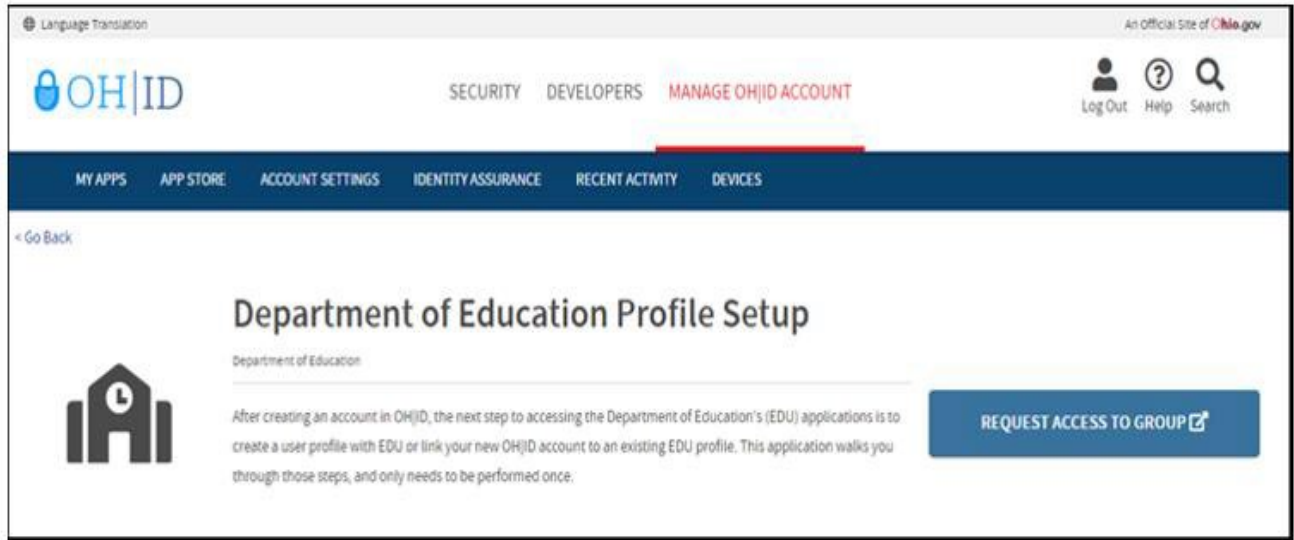 Language Translation
An Official Site of Ohio.gov
OH|ID
SECURITY DEVELOPERS MANAGE OH|ID ACCOUNT
Log Out Help Search
MY APPS APP STORE ACCOUNT SETTINGS IDENTITY ASSURANCE RECENT ACTIVITY DEVICES
< Go Back
Department of Education Profile Setup
Department of Education
After creating an account in OH|ID, the next step to accessing the Department of Education's (EDU) applications is to
create a user profile with EDU or link your new OH|ID account to an existing EDU profile. This application walks you
through those steps, and only needs to be performed once.
REQUEST ACCESS TO GROUP